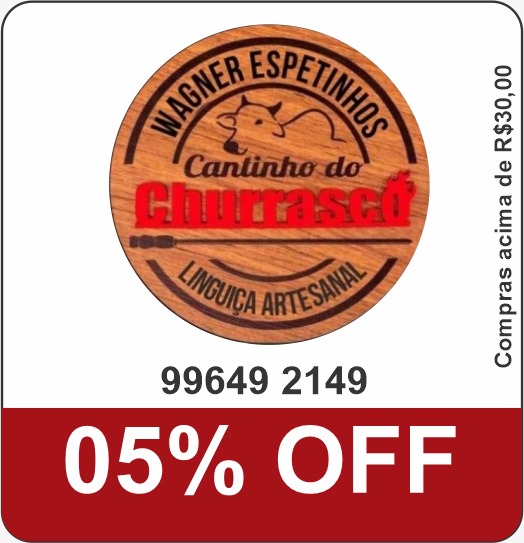 WAGNER ESPETINHOS
Cantinho do
Churrasco
LINGUIÇA ARTESANAL
Compras acima de R$30,00
99649 2149
05% OFF